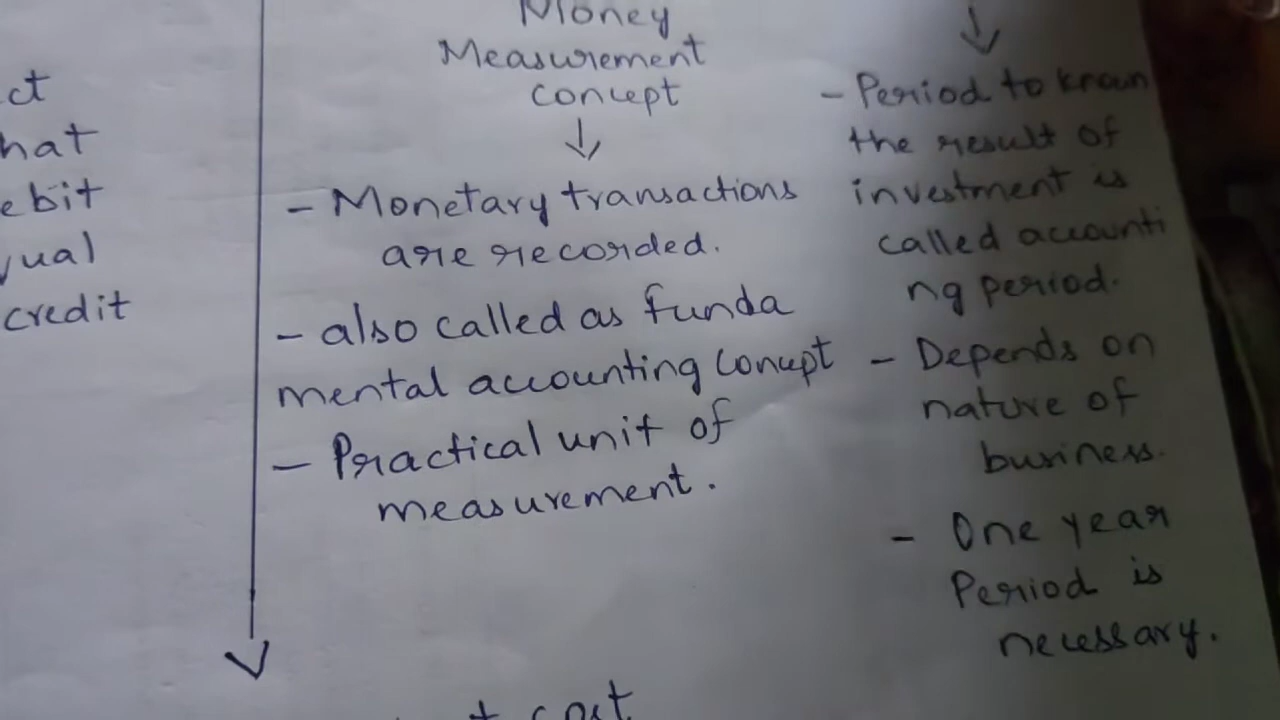 ct
hat
ebit
ual
credit
Money
Measurement
concept
- Monetary transactions
are recorded.
- also called as funda
mental accounting concept
- Practical unit of
measurement.
- Period to known
the result of
investment is
called accounti
ng period.
- Depends on
nature of
business.
- One year
Period is
necessary.
cost